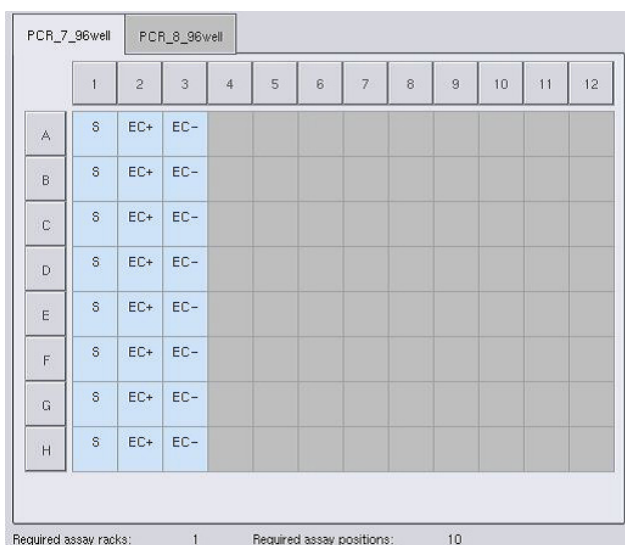 PCR_7_96well PCR_8_96well
1 2 3 4 5 6 7 8 9 10 11 12
A S EC+ EC-
B S EC+ EC-
C S EC+ EC-
D S EC+ EC-
E S EC+ EC-
F S EC+ EC-
G S EC+ EC-
H S EC+ EC-
Required assay racks: 1 Required assay positions: 10